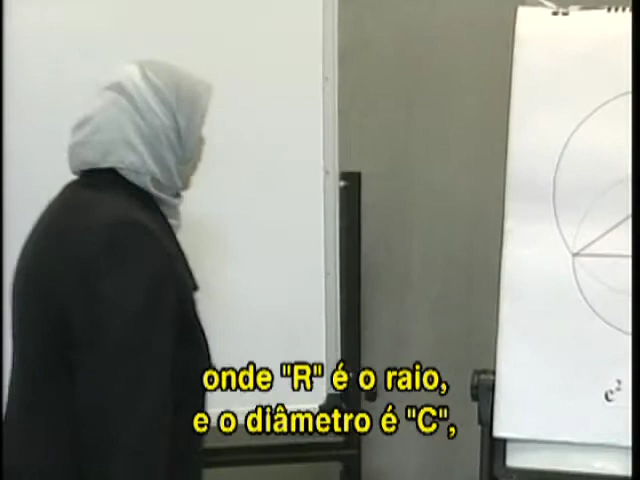 c²
onde "R" é o raio,
e o diâmetro é "C",